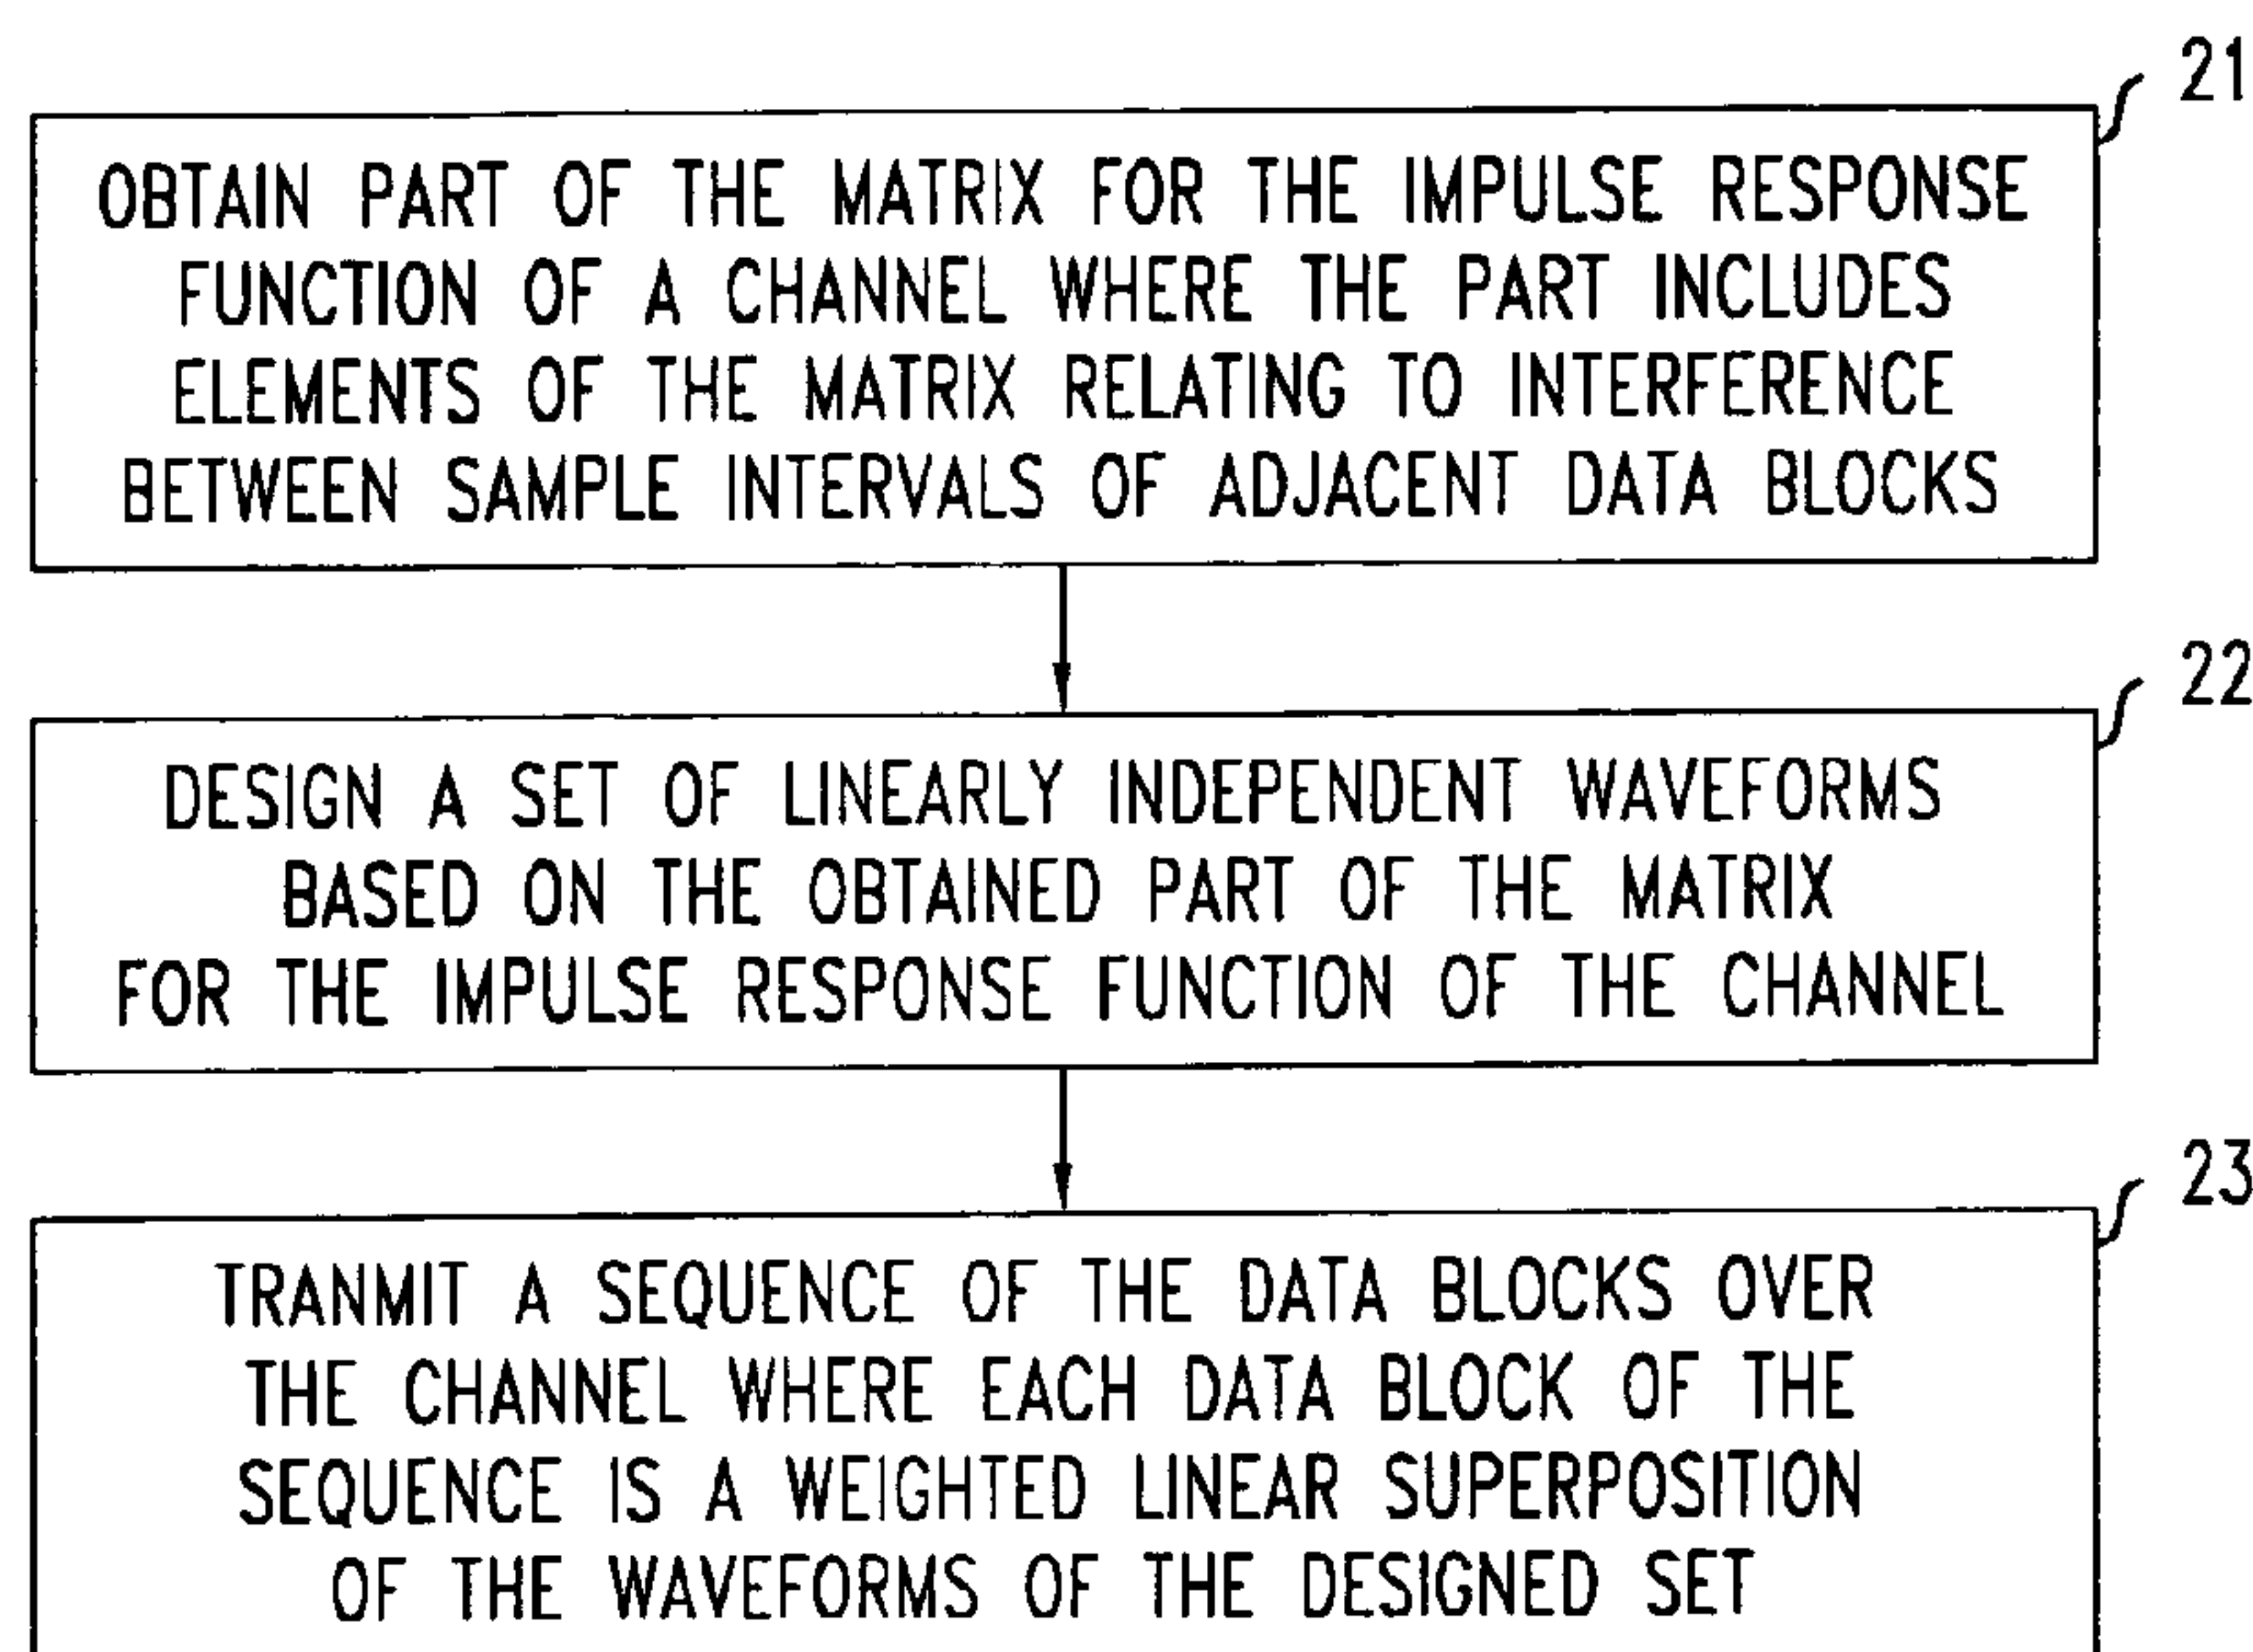 21
OBTAIN PART OF THE MATRIX FOR THE IMPULSE RESPONSE
FUNCTION OF A CHANNEL WHERE THE PART INCLUDES
ELEMENTS OF THE MATRIX RELATING TO INTERFERENCE
BETWEEN SAMPLE INTERVALS OF ADJACENT DATA BLOCKS
22
DESIGN A SET OF LINEARLY INDEPENDENT WAVEFORMS
BASED ON THE OBTAINED PART OF THE MATRIX
FOR THE IMPULSE RESPONSE FUNCTION OF THE CHANNEL
23
TRANMIT A SEQUENCE OF THE DATA BLOCKS OVER
THE CHANNEL WHERE EACH DATA BLOCK OF THE
SEQUENCE IS A WEIGHTED LINEAR SUPERPOSITION
OF THE WAVEFORMS OF THE DESIGNED SET